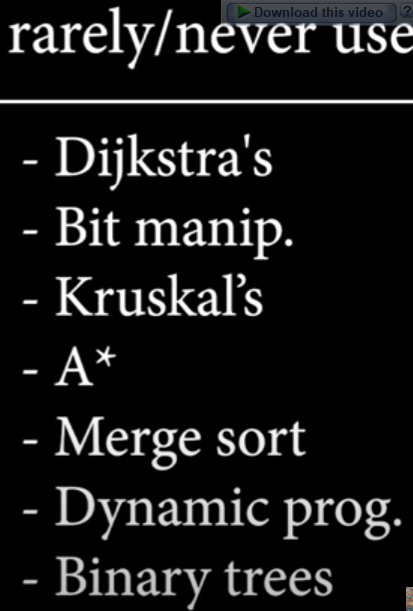 Download this video ?
rarely/never use
- Dijkstra's
- Bit manip.
- Kruskal’s
- A*
- Merge sort
- Dynamic prog.
- Binary trees